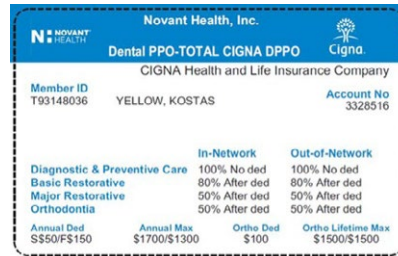 Novant Health, Inc.
NOVANT
HEALTH
Dental PPO-TOTAL CIGNA DPPO
Cigna.
CIGNA Health and Life Insurance Company
Member ID
T93148036 YELLOW, KOSTAS
Account No
3328516
In-Network Out-of-Network
Diagnostic & Preventive Care 100% No ded 100% No ded
Basic Restorative 80% After ded 80% After ded
Major Restorative 50% After ded 50% After ded
Orthodontia 50% After ded 50% After ded
Annual Ded Annual Max Ortho Ded Ortho Lifetime Max
S$50/F$150 $1700/$1300 $100 $1500/$1500